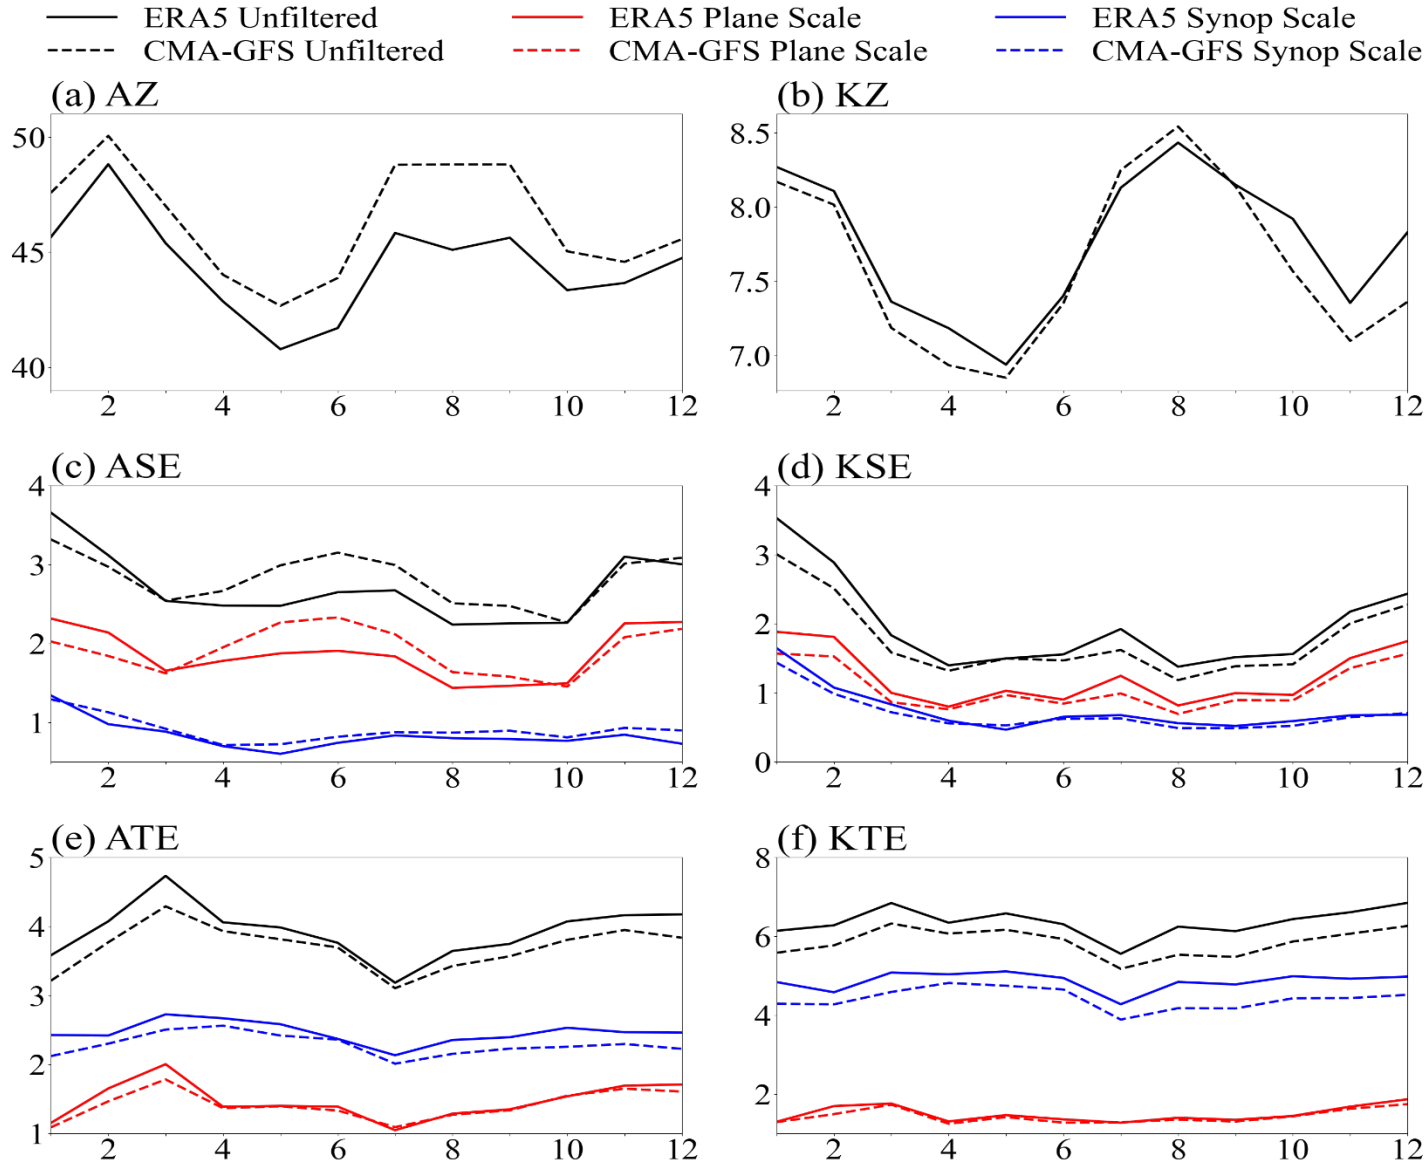 ERA5 Unfiltered ERA5 Plane Scale ERA5 Synop Scale
CMA-GFS Unfiltered CMA-GFS Plane Scale CMA-GFS Synop Scale
(a) AZ (b) KZ
50
45
40
2 4 6 8 10 12
8.5
8.0
7.5
7.0
2 4 6 8 10 12
(c) ASE (d) KSE
4
3
2
1
2 4 6 8 10 12
4
3
2
1
0
2 4 6 8 10 12
(e) ATE (f) KTE
5
4
3
2
1
2 4 6 8 10 12
8
6
4
2
2 4 6 8 10 12